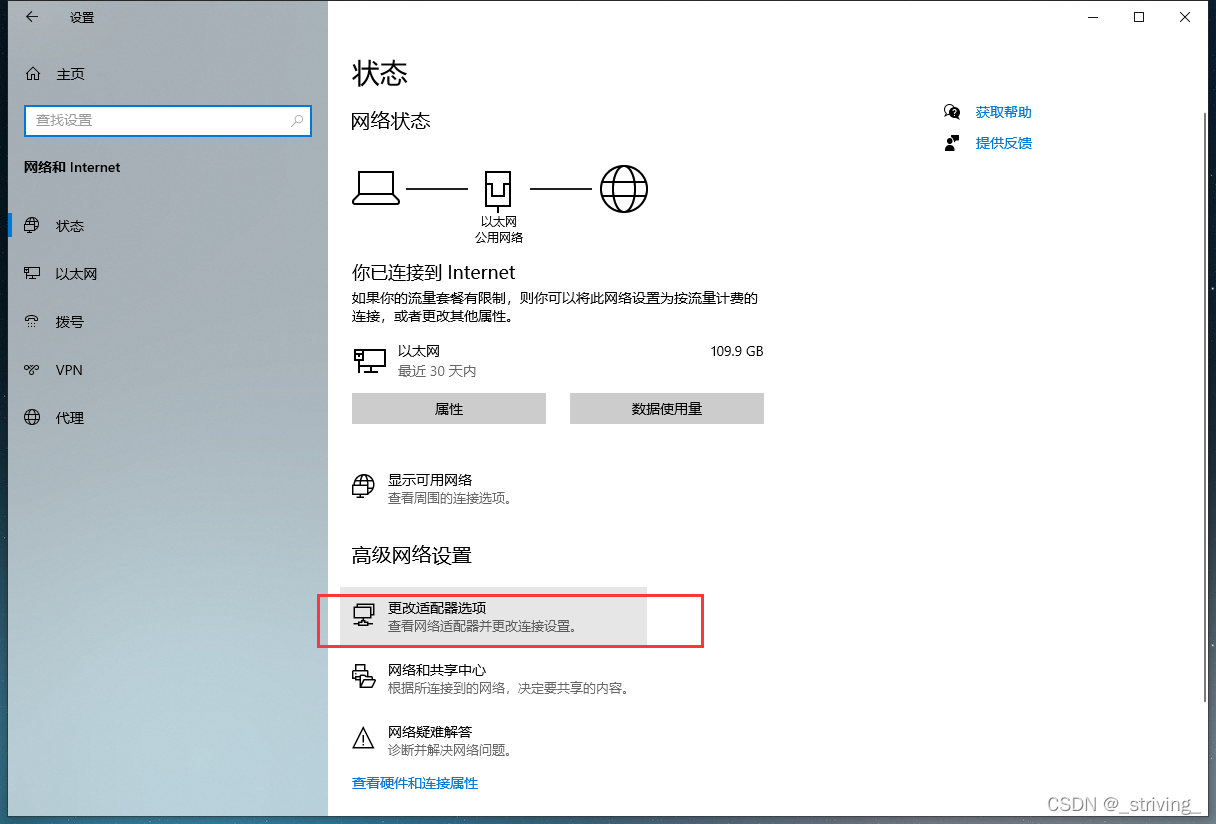 设置
主页
查找设置
网络和 Internet
状态
以太网
拨号
VPN
代理
状态
网络状态
以太网
公用网络
你已连接到 Internet
如果你的流量套餐有限制，则你可以将此网络设置为按流量计费的
连接，或者更改其他属性。
以太网
109.9 GB
最近 30 天内
属性
数据使用量
显示可用网络
查看周围的连接选项。
高级网络设置
更改适配器选项
查看网络适配器并更改连接设置。
网络和共享中心
根据所连接到的网络，决定要共享的内容。
网络疑难解答
诊断并解决网络问题。
查看硬件和连接属性
获取帮助
提供反馈
CSDN @_striving_